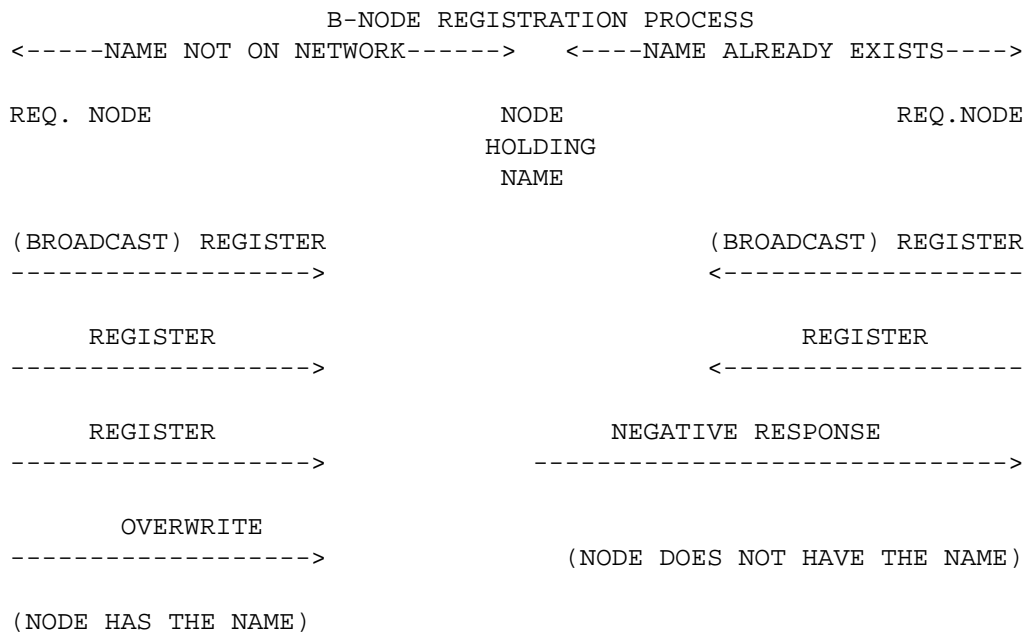 B-NODE REGISTRATION PROCESS
<-----NAME NOT ON NETWORK------> <----NAME ALREADY EXISTS---->
REQ. NODE NODE REQ.NODE
HOLDING
NAME
(BROADCAST) REGISTER (BROADCAST) REGISTER
-------------------> <-------------------
REGISTER REGISTER
-------------------> <-------------------
REGISTER NEGATIVE RESPONSE
-------------------> ------------------------------>
OVERWRITE
-------------------> (NODE DOES NOT HAVE THE NAME)
(NODE HAS THE NAME)